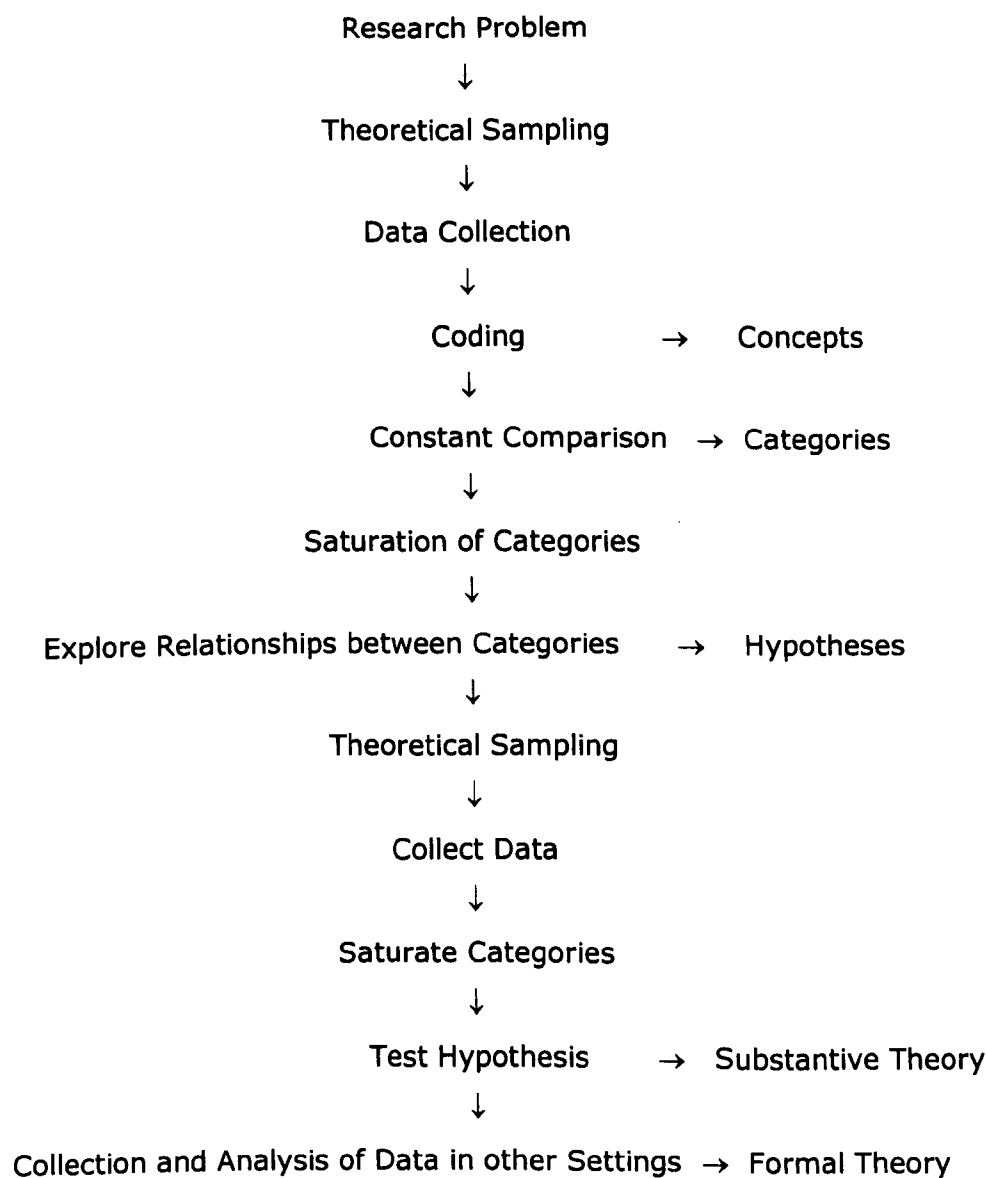 Research Problem
↓
Theoretical Sampling
↓
Data Collection
↓
Coding → Concepts
↓
Constant Comparison → Categories
↓
Saturation of Categories
↓
Explore Relationships between Categories → Hypotheses
↓
Theoretical Sampling
↓
Collect Data
↓
Saturate Categories
↓
Test Hypothesis → Substantive Theory
↓
Collection and Analysis of Data in other Settings → Formal Theory